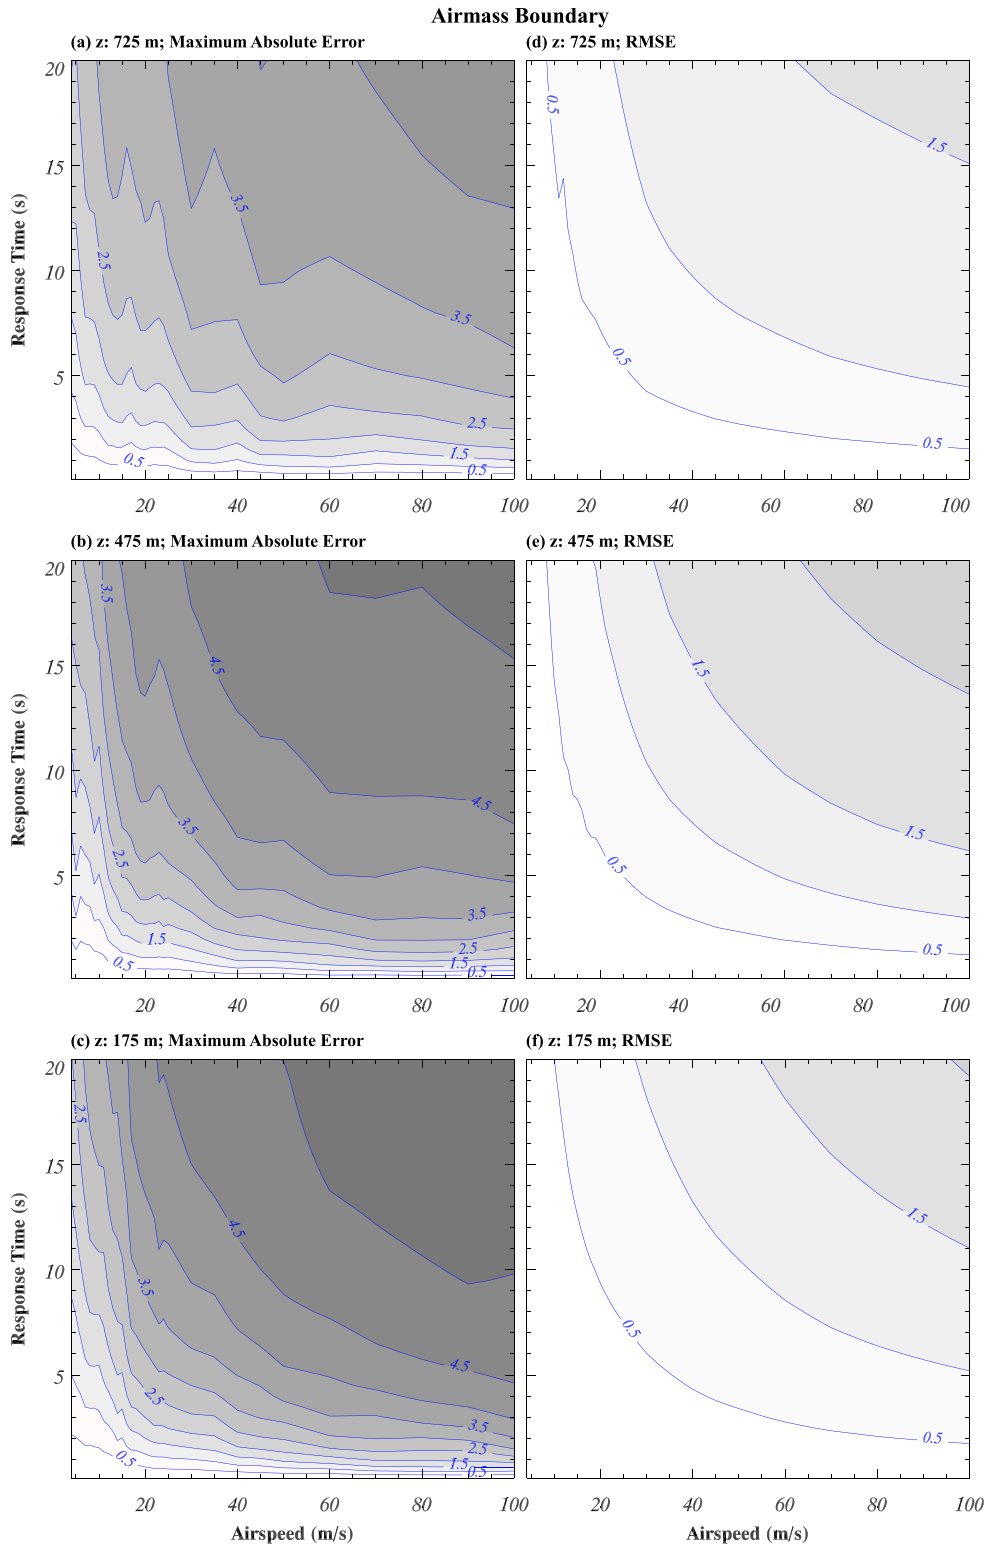 Airmass Boundary
(a) z: 725 m; Maximum Absolute Error
(d) z: 725 m; RMSE
Response Time (s)
20
15
10
5
2.5
3.5
3.5
2.5
1.5
0.5
0.5
20 40 60 80 100
0.5
0.5
1.5
0.5
20 40 60 80 100
(b) z: 475 m; Maximum Absolute Error
(e) z: 475 m; RMSE
Response Time (s)
20
15
10
5
3.5
4.5
4.5
3.5
2.5
3.5
2.5
1.5
1.5
0.5
0.5
20 40 60 80 100
1.5
1.5
0.5
0.5
20 40 60 80 100
(c) z: 175 m; Maximum Absolute Error
(f) z: 175 m; RMSE
Response Time (s)
20
15
10
5
2.5
4.5
3.5
4.5
2.5
3.5
2.5
1.5
0.5
0.5
20 40 60 80 100
Airspeed (m/s)
1.5
0.5
0.5
20 40 60 80 100
Airspeed (m/s)